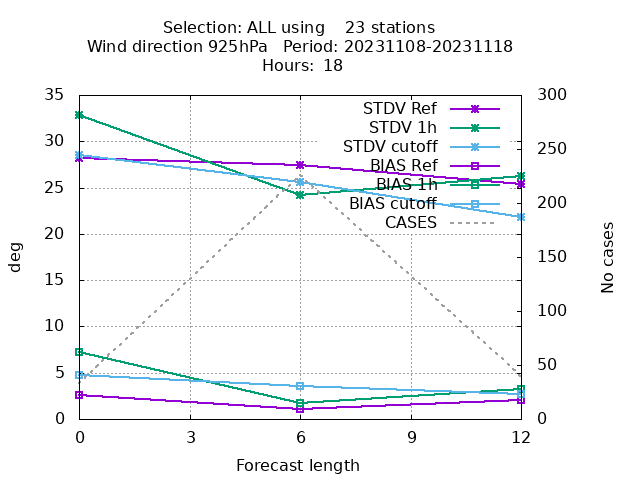 Selection: ALL using    23 stations
Wind direction 925hPa   Period: 20231108-20231118
Hours: 18
35
30
25
20
15
10
5
0
300
250
200
150
100
50
0
STDV Ref
STDV 1h
STDV cutoff
BIAS Ref
BIAS 1h
BIAS cutoff
CASES
deg
No cases
0 3 6 9 12
Forecast length